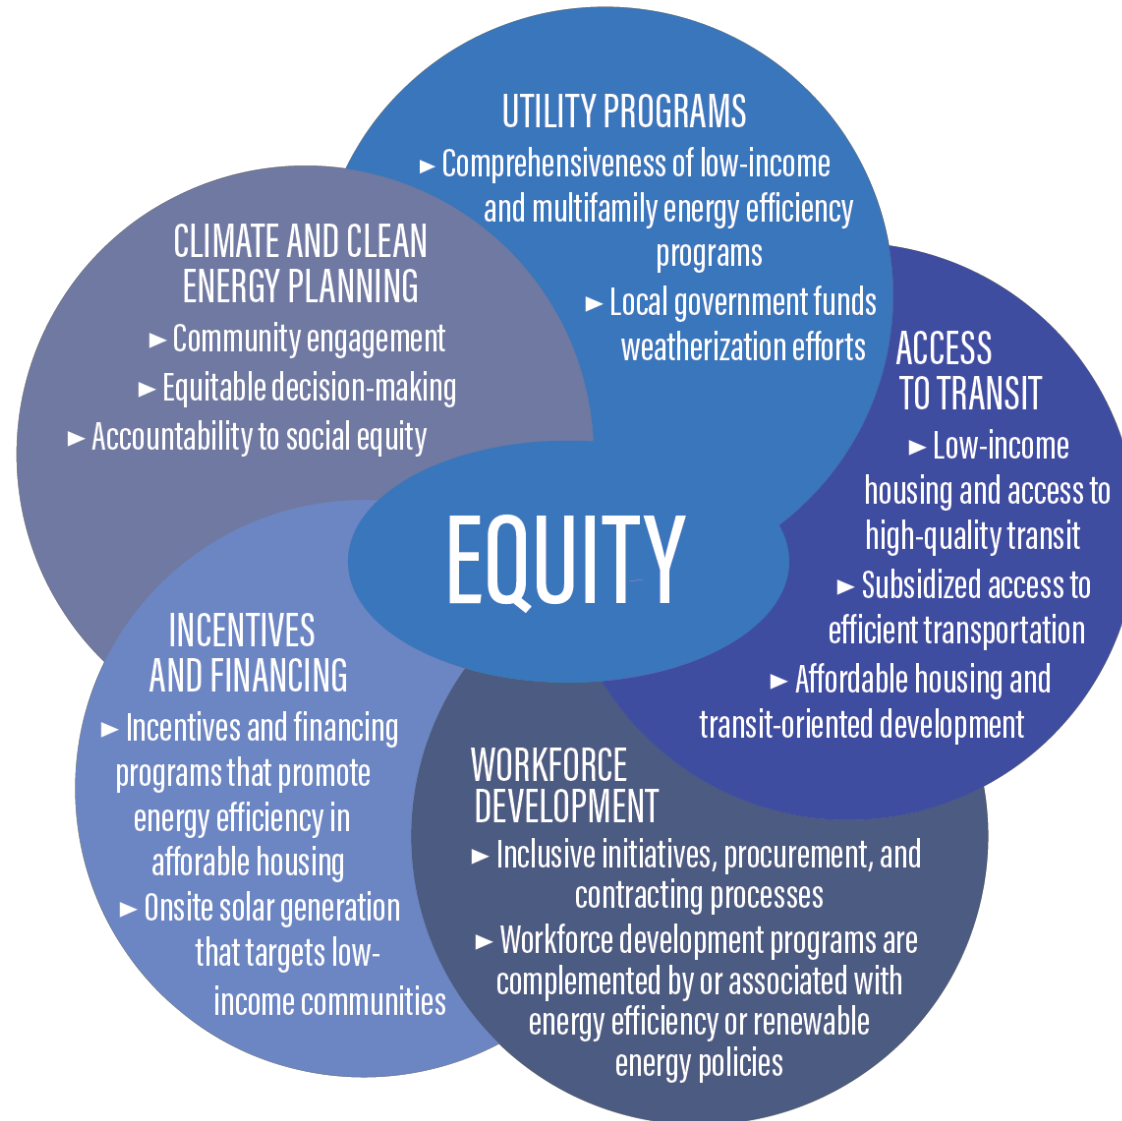 UTILITY PROGRAMS
► Comprehensiveness of low-income
and multifamily energy efficiency
programs
► Local government funds
weatherization efforts
CLIMATE AND CLEAN
ENERGY PLANNING
► Community engagement
► Equitable decision-making
► Accountability to social equity
ACCESS
TO TRANSIT
► Low-income
housing and access to
high-quality transit
► Subsidized access to
efficient transportation
► Affordable housing and
transit-oriented development
EQUITY
INCENTIVES
AND FINANCING
► Incentives and financing
programs that promote
energy efficiency in
afforable housing
► Onsite solar generation
that targets low-
income communities
WORKFORCE
DEVELOPMENT
► Inclusive initiatives, procurement, and
contracting processes
► Workforce development programs are
complemented by or associated with
energy efficiency or renewable
energy policies